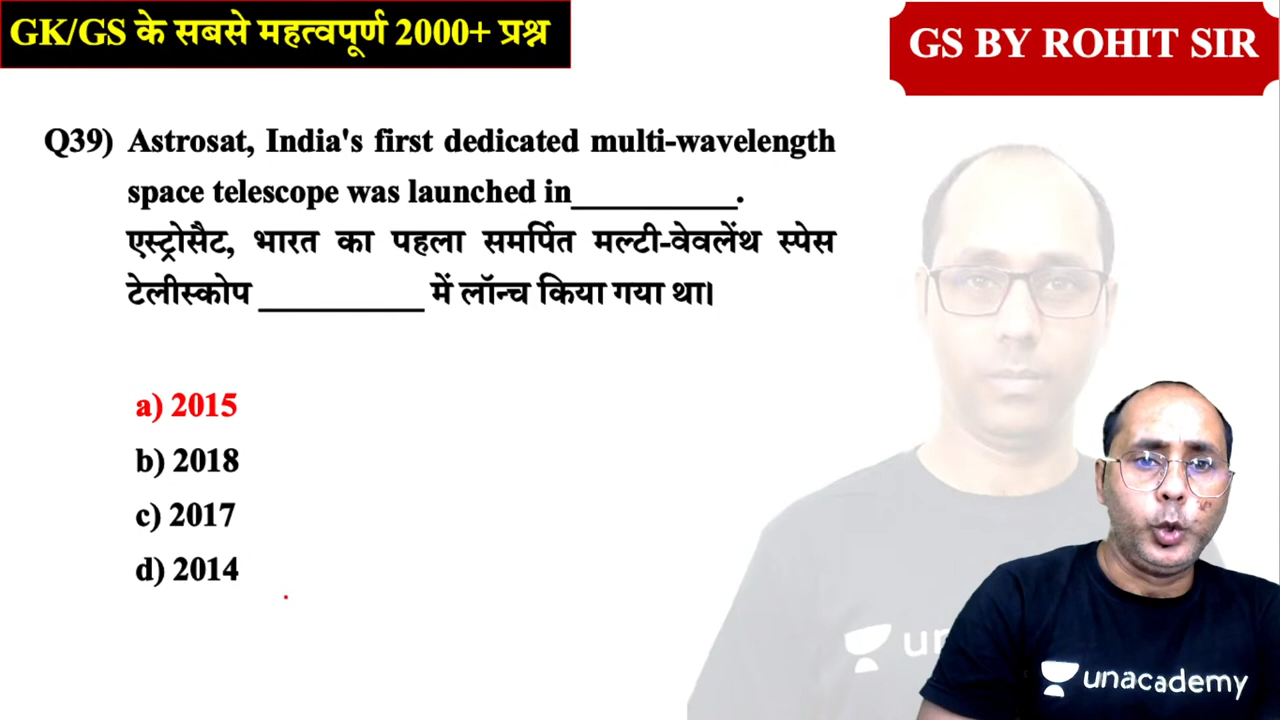 GK/GS के सबसे महत्वपूर्ण 2000+ प्रश्न
GS BY ROHIT SIR
Q39) Astrosat, India's first dedicated multi-wavelength
space telescope was launched in__________.
एस्ट्रोसैट, भारत का पहला समर्पित मल्टी-वेवलेंथ स्पेस
टेलीस्कोप __________ में लॉन्च किया गया था।
a) 2015
b) 2018
c) 2017
d) 2014
un
unacademy